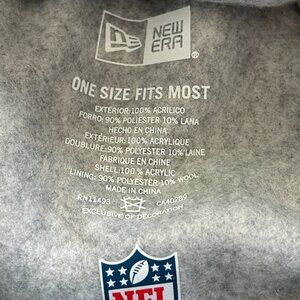 NEW
ERA®
ONE SIZE FITS MOST
EXTERIOR:100% ACRILICO
FORRO: 90% POLIESTER 10% LANA
HECHO EN CHINA
EXTÉRIEUR: 100% ACRYLIQUE
DOUBLURE:90% POLYESTER 10% LAINE
FABRIQUE EN CHINE
SHELL:100% ACRYLIC
LINING: 90% POLYESTER 10% WOOL
MADE IN CHINA
RN11493 CA40289
EXCLUSIVE OF DECORATION
NFL